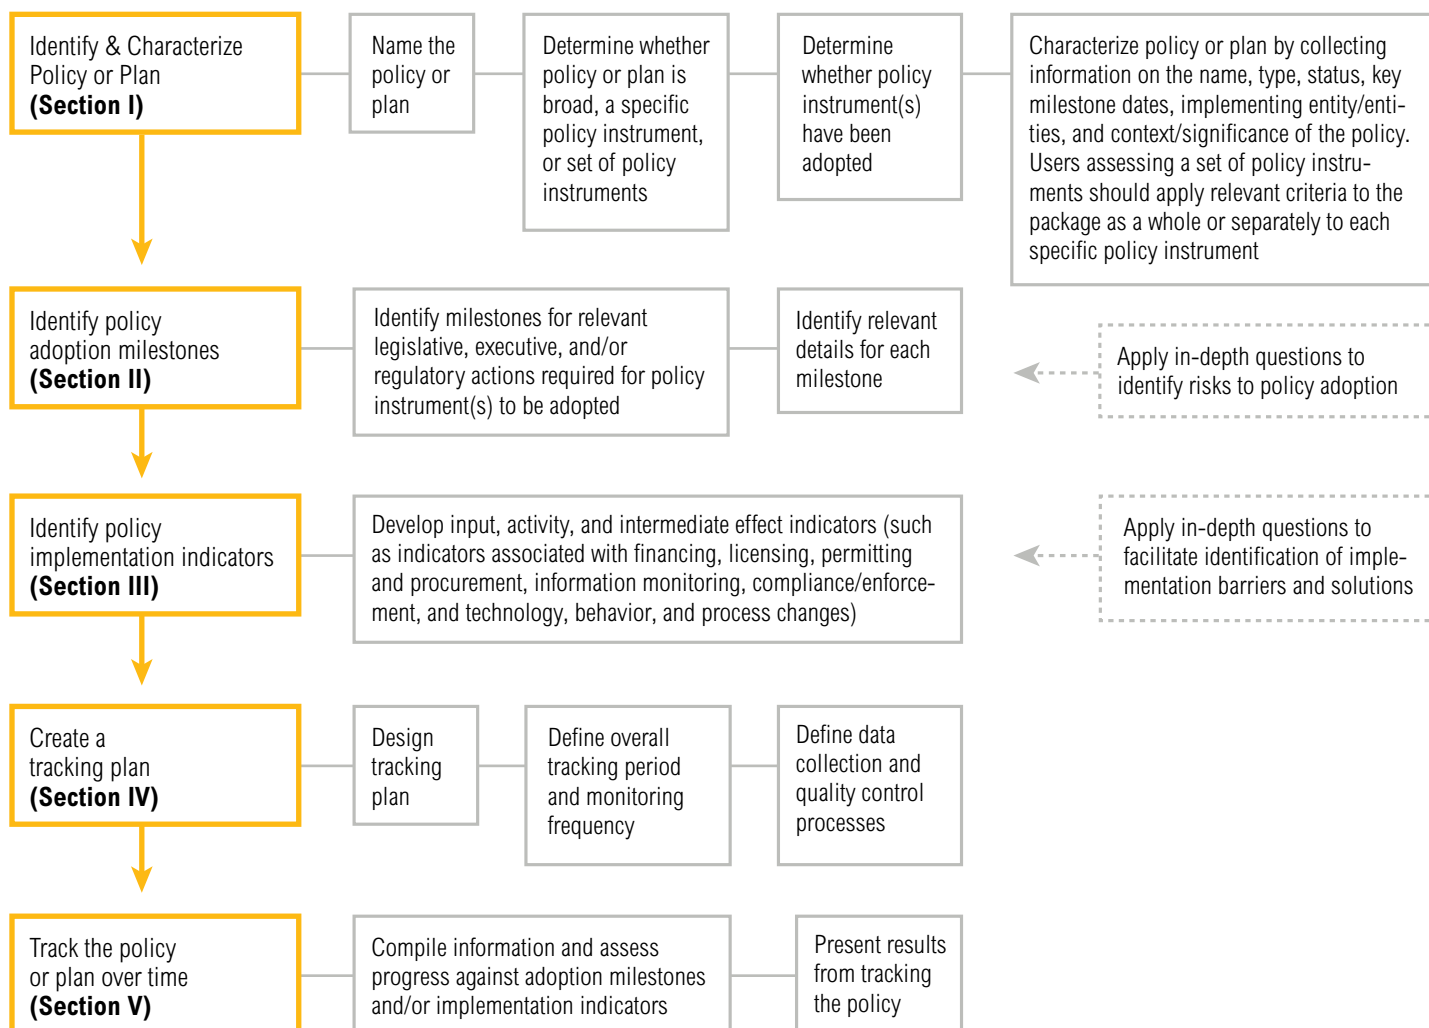 Identify & Characterize
Policy or Plan
(Section I)
Name the
policy or
plan
Determine whether
policy or plan is
broad, a specific
policy instrument,
or set of policy
instruments
Determine
whether policy
instrument(s)
have been
adopted
Characterize policy or plan by collecting
information on the name, type, status, key
milestone dates, implementing entity/enti-
ties, and context/significance of the policy.
Users assessing a set of policy instru-
ments should apply relevant criteria to the
package as a whole or separately to each
specific policy instrument
Identify policy
adoption milestones
(Section II)
Identify milestones for relevant
legislative, executive, and/or
regulatory actions required for policy
instrument(s) to be adopted
Identify relevant
details for each
milestone
Apply in-depth questions to
identify risks to policy adoption
Identify policy
implementation indicators
(Section III)
Develop input, activity, and intermediate effect indicators (such
as indicators associated with financing, licensing, permitting
and procurement, information monitoring, compliance/enforce-
ment, and technology, behavior, and process changes)
Apply in-depth questions to
facilitate identification of imple-
mentation barriers and solutions
Create a
tracking plan
(Section IV)
Design
tracking
plan
Define overall
tracking period
and monitoring
frequency
Define data
collection and
quality control
processes
Track the policy
or plan over time
(Section V)
Compile information and assess
progress against adoption milestones
and/or implementation indicators
Present results
from tracking
the policy